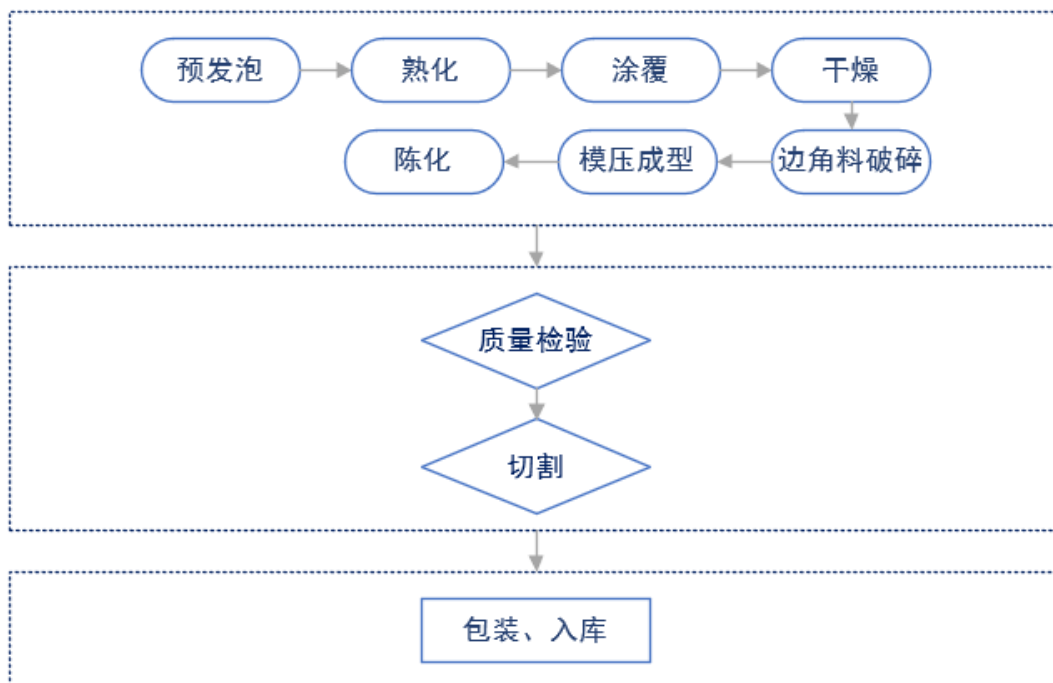 预发泡
熟化
涂覆
干燥
陈化
模压成型
边角料破碎
质量检验
切割
包装、入库